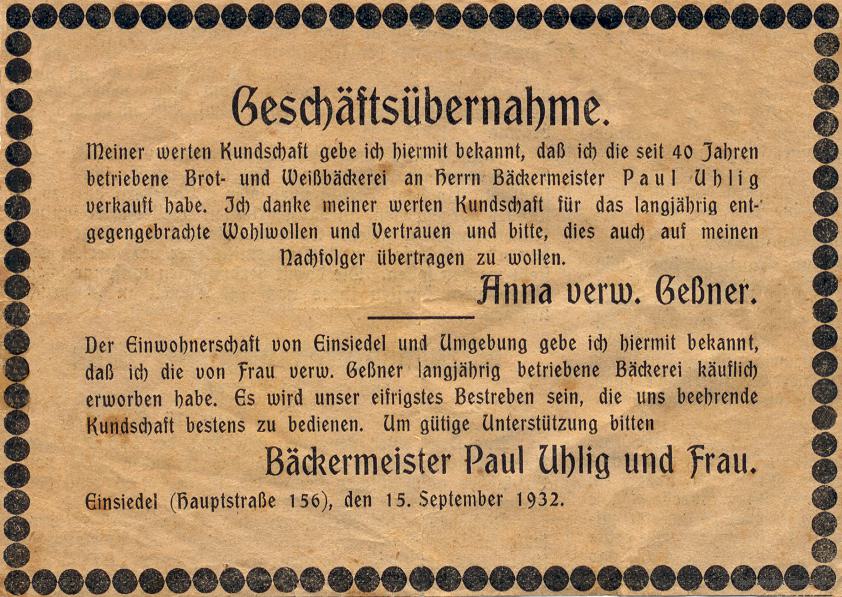 Geschäftsübernahme.
Meiner werten Kundschaft gebe ich hiermit bekannt, daß ich die seit 40 Jahren
betriebene Brot- und Weißbäckerei an Herrn Bäckermeister Paul Uhlig
verkauft habe. Ich danke meiner werten Kundschaft für das langjährig ent-
gegengebrachte Wohlwollen und Vertrauen und bitte, dies auch auf meinen
Nachfolger übertragen zu wollen.
Anna verw. Geßner.
Der Einwohnerschaft von Einsiedel und Umgebung gebe ich hiermit bekannt,
daß ich die von Frau verw. Geßner langjährig betriebene Bäckerei käuflich
erworben habe. Es wird unser eifrigstes Bestreben sein, die uns beehrende
Kundschaft bestens zu bedienen. Um gütige Unterstützung bitten
Bäckermeister Paul Uhlig und Frau.
Einsiedel (Hauptstraße 156), den 15. September 1932.